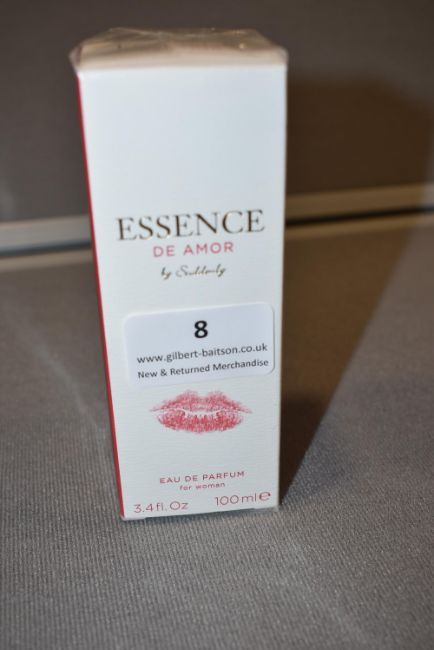 ESSENCE
DE AMOR
by Suddenly
8
www.gilbert-baitson.co.uk
New & Returned Merchandise
EAU DE PARFUM
for woman
3.4fl.Oz 100ml℮